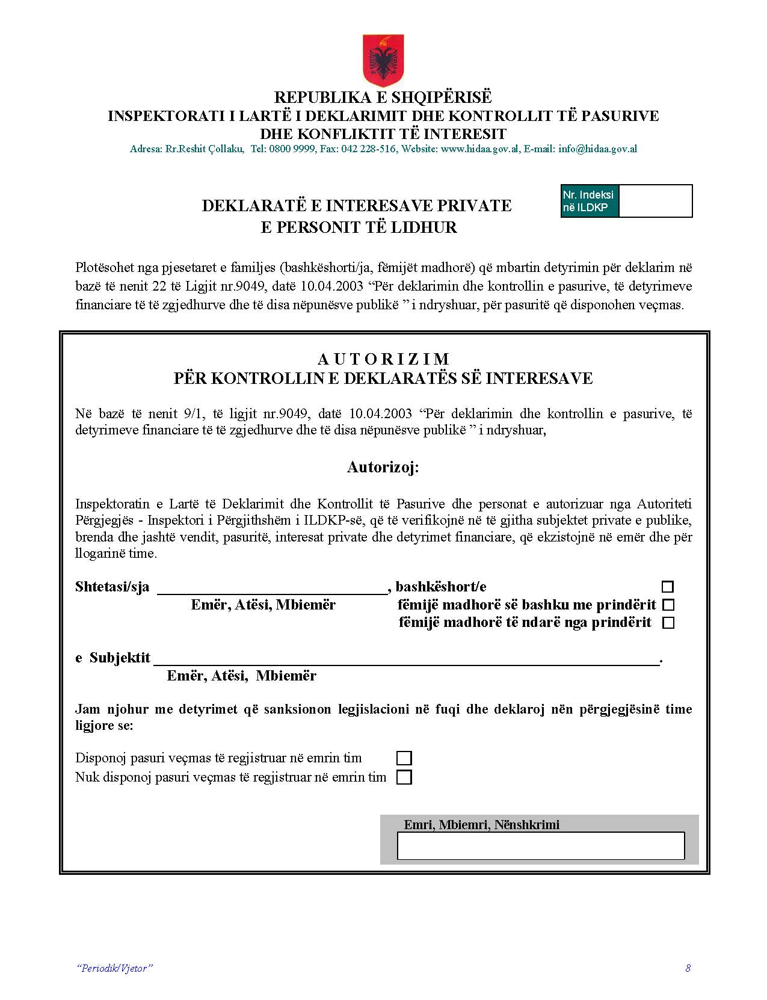 REPUBLIKA E SHQIPËRISË
INSPEKTORATI I LARTË I DEKLARIMIT DHE KONTROLLIT TË PASURIVE
DHE KONFLIKTIT TË INTERESIT
Adresa: Rr.Reshit Çollaku, Tel: 0800 9999, Fax: 042 228-516, Website: www.hidaa.gov.al, E-mail: info@hidaa.gov.al
Nr. Indeksi
në ILDKP
DEKLARATË E INTERESAVE PRIVATE
E PERSONIT TË LIDHUR
Plotësohet nga pjesetaret e familjes (bashkëshorti/ja, fëmijët madhorë) që mbartin detyrimin për deklarim në
bazë të nenit 22 të Ligjit nr.9049, datë 10.04.2003 “Për deklarimin dhe kontrollin e pasurive, të detyrimeve
financiare të të zgjedhurve dhe të disa nëpunësve publikë ” i ndryshuar, për pasuritë që disponohen veçmas.
A U T O R I Z I M
PËR KONTROLLIN E DEKLARATËS SË INTERESAVE
Në bazë të nenit 9/1, të ligjit nr.9049, datë 10.04.2003 “Për deklarimin dhe kontrollin e pasurive, të
detyrimeve financiare të të zgjedhurve dhe të disa nëpunësve publikë ” i ndryshuar,
Autorizoj:
Inspektoratin e Lartë të Deklarimit dhe Kontrollit të Pasurive dhe personat e autorizuar nga Autoriteti
Përgjegjës - Inspektori i Përgjithshëm i ILDKP-së, që të verifikojnë në të gjitha subjektet private e publike,
brenda dhe jashtë vendit, pasuritë, interesat private dhe detyrimet financiare, që ekzistojnë në emër dhe për
llogarinë time.
Shtetasi/sja ______________________________, bashkëshort/e
Emër, Atësi, Mbiemër fëmijë madhorë së bashku me prindërit
fëmijë madhorë të ndarë nga prindërit
e Subjektit ______________________________.
Emër, Atësi, Mbiemër
Jam njohur me detyrimet që sanksionon legjislacioni në fuqi dhe deklaroj nën përgjegjësinë time
ligjore se:
Disponoj pasuri veçmas të regjistruar në emrin tim
Nuk disponoj pasuri veçmas të regjistruar në emrin tim
Emri, Mbiemri, Nënshkrimi
“Periodik/Vjetor” 8